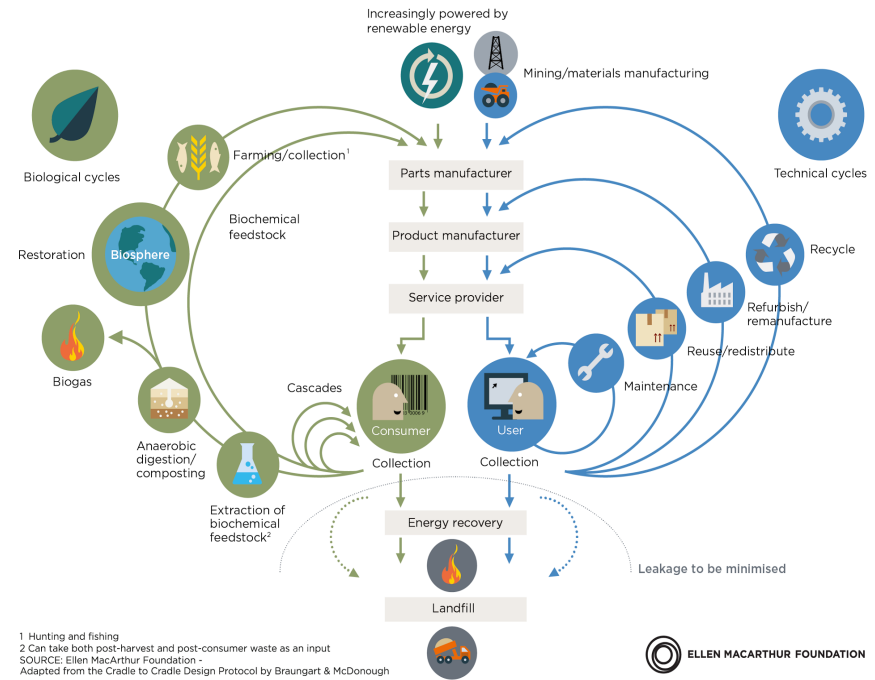 Increasingly powered by
renewable energy
Mining/materials manufacturing
Biological cycles
Technical cycles
Farming/collection¹
Parts manufacturer
Biochemical
feedstock
Product manufacturer
Restoration
Biosphere
Recycle
Service provider
Refurbish/
remanufacture
Reuse/redistribute
Biogas
Maintenance
Cascades
Consumer
User
Anaerobic
digestion/
composting
Collection
Collection
Extraction of
biochemical
feedstock²
Energy recovery
Leakage to be minimised
Landfill
1 Hunting and fishing
2 Can take both post-harvest and post-consumer waste as an input
SOURCE: Ellen MacArthur Foundation -
Adapted from the Cradle to Cradle Design Protocol by Braungart & McDonough
ELLEN MACARTHUR FOUNDATION